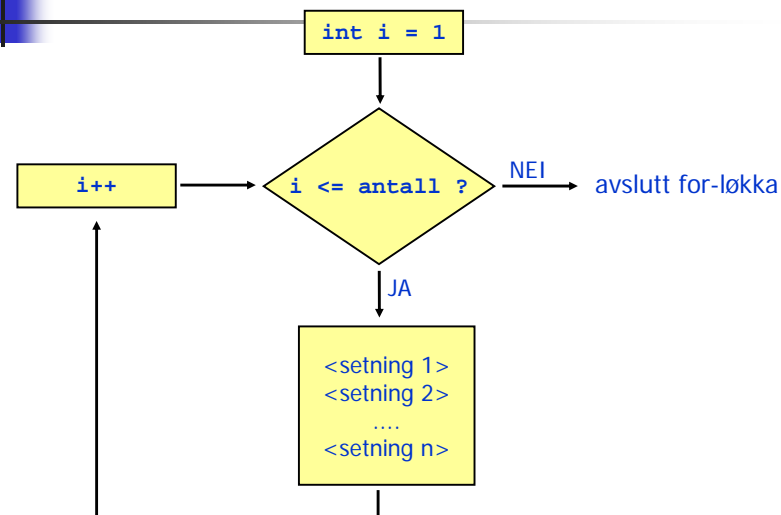 int i = 1
i++
i <= antall ?
NEI
avslutt for-løkka
JA
<setning 1>
<setning 2>
....
<setning n>